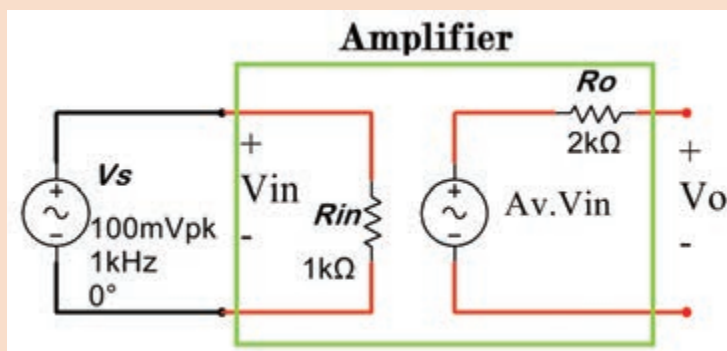 Amplifier
Ro
2kΩ
+
Vs
+
Vin
-
Rin
1kΩ
+
-
Av.Vin
+
Vo
-
+
-
100mVpk
1kHz
0°